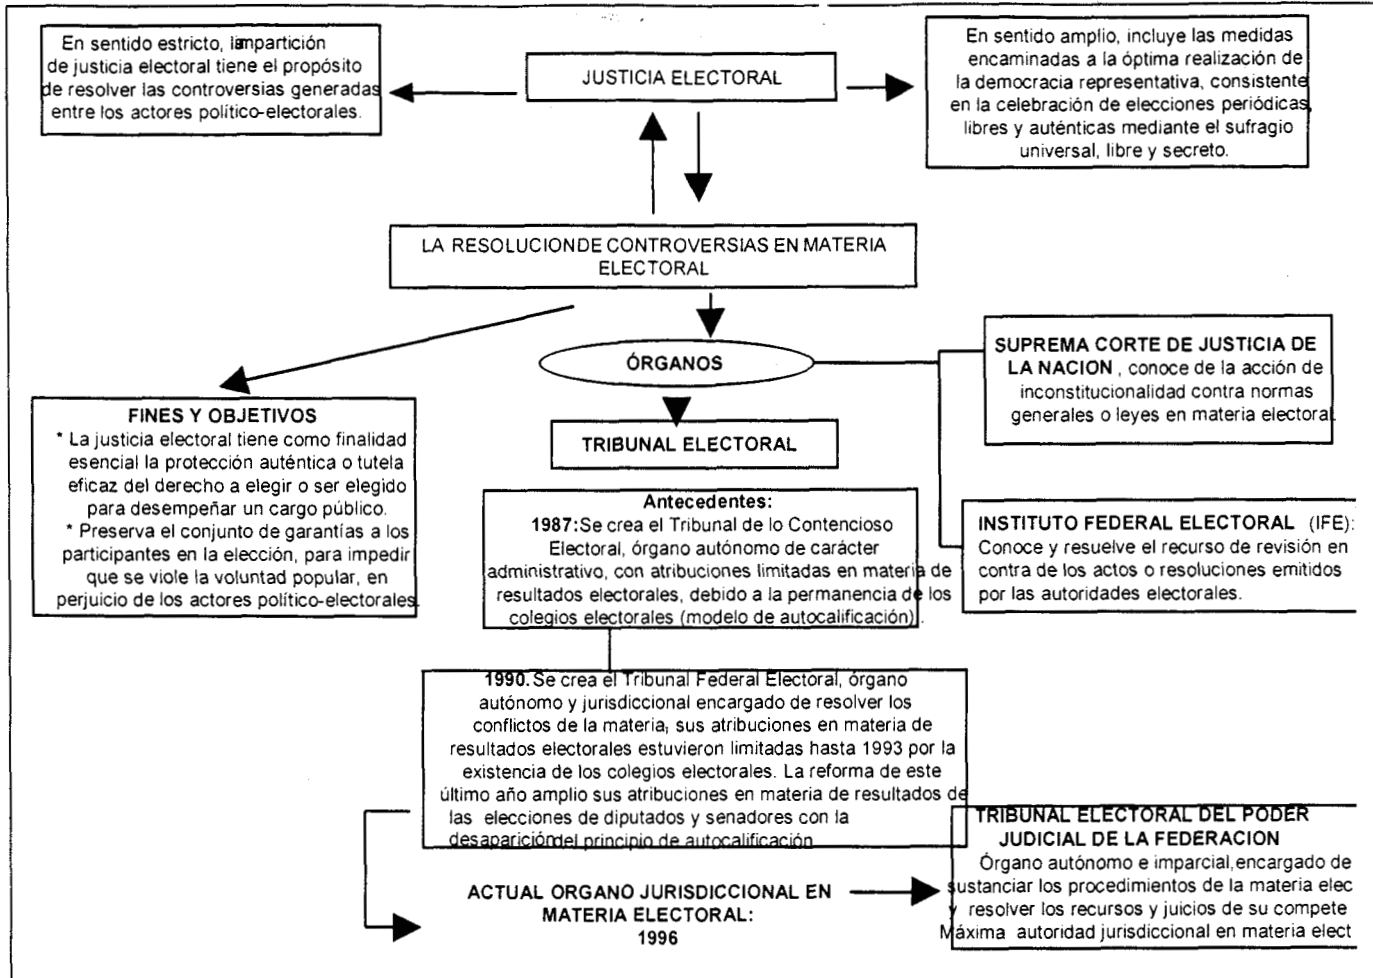 En sentido estricto, la impartición
de justicia electoral tiene el propósito
de resolver las controversias generadas
entre los actores político-electorales.
JUSTICIA ELECTORAL
En sentido amplio, incluye las medidas
encaminadas a la óptima realización de
la democracia representativa, consistente
en la celebración de elecciones periódicas,
libres y auténticas mediante el sufragio
universal, libre y secreto.
LA RESOLUCION DE CONTROVERSIAS EN MATERIA
ELECTORAL
ÓRGANOS
SUPREMA CORTE DE JUSTICIA DE
LA NACION , conoce de la acción de
inconstitucionalidad contra normas
generales o leyes en materia electoral.
FINES Y OBJETIVOS
* La justicia electoral tiene como finalidad
esencial la protección auténtica o tutela
eficaz del derecho a elegir o ser elegido
para desempeñar un cargo público.
* Preserva el conjunto de garantías a los
participantes en la elección, para impedir
que se viole la voluntad popular, en
perjuicio de los actores político-electorales.
TRIBUNAL ELECTORAL
Antecedentes:
1987: Se crea el Tribunal de lo Contencioso
Electoral, órgano autónomo de carácter
administrativo, con atribuciones limitadas en materia de
resultados electorales, debido a la permanencia de los
colegios electorales (modelo de autocalificación).
INSTITUTO FEDERAL ELECTORAL (IFE):
Conoce y resuelve el recurso de revisión en
contra de los actos o resoluciones emitidos
por las autoridades electorales.
1990. Se crea el Tribunal Federal Electoral, órgano
autónomo y jurisdiccional encargado de resolver los
conflictos de la materia, sus atribuciones en materia de
resultados electorales estuvieron limitadas hasta 1993 por la
existencia de los colegios electorales. La reforma de este
último año amplio sus atribuciones en materia de resultados de
las elecciones de diputados y senadores con la
desaparición del principio de autocalificación
ACTUAL ORGANO JURISDICCIONAL EN
MATERIA ELECTORAL:
1996
TRIBUNAL ELECTORAL DEL PODER
JUDICIAL DE LA FEDERACION
Órgano autónomo e imparcial, encargado de
sustanciar los procedimientos de la materia elec
y resolver los recursos y juicios de su compete
Máxima autoridad jurisdiccional en materia elect